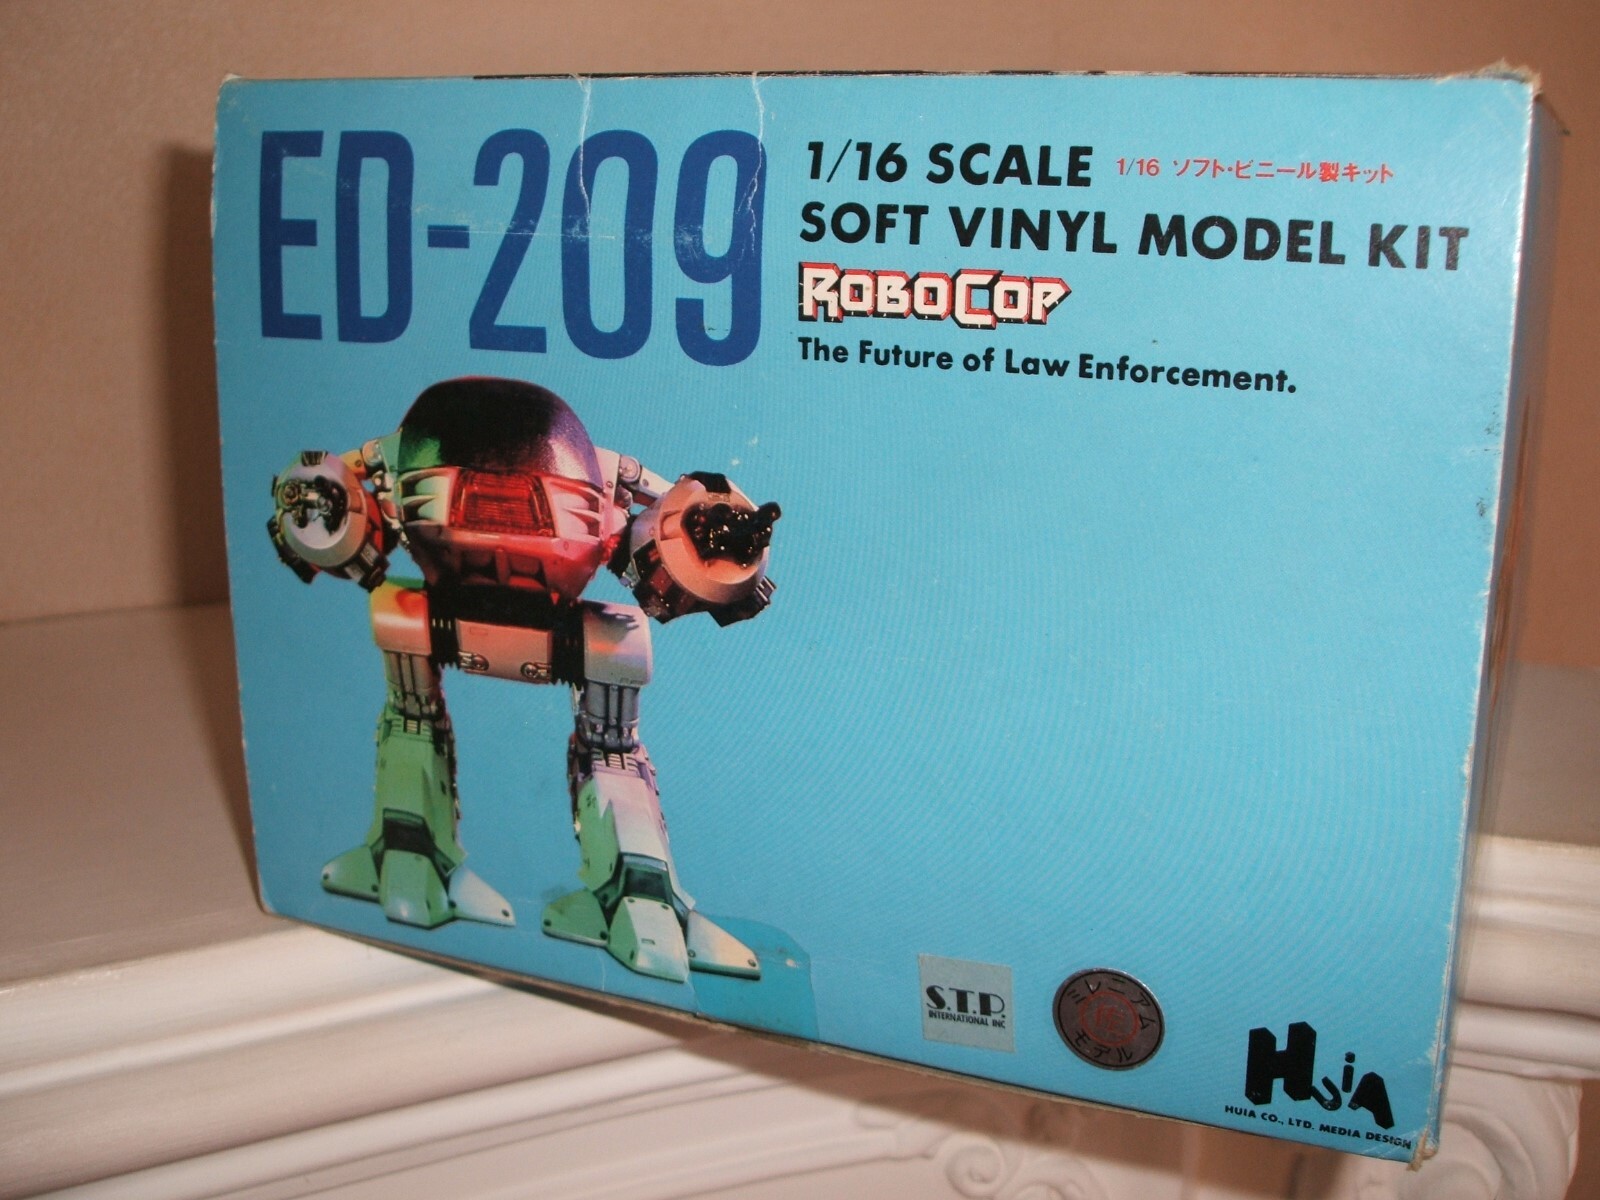 ED-209
1/16 SCALE
1/16 ソフト・ビニール製キット
SOFT VINYL MODEL KIT
ROBOCOP
The Future of Law Enforcement.
S.T.P.
INTERNATIONAL INC
ミレニアム
モデル
HUIA
HUIA CO., LTD. MEDIA DESIGN